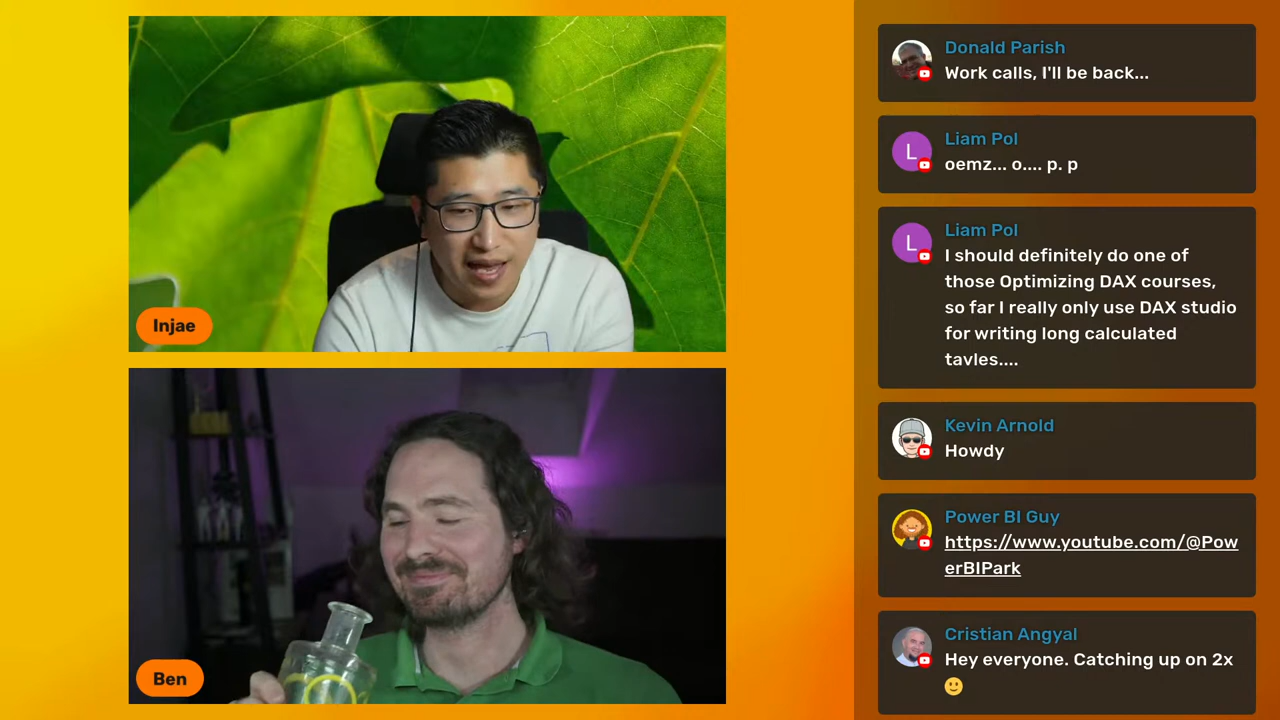 Injae
Ben
Donald Parish
Work calls, I'll be back...
L
Liam Pol
oemz... o.... p. p
L
Liam Pol
I should definitely do one of
those Optimizing DAX courses,
so far I really only use DAX studio
for writing long calculated
tavles....
Kevin Arnold
Howdy
Power BI Guy
https://www.youtube.com/@Pow
erBIPark
Cristian Angyal
Hey everyone. Catching up on 2x
🙂